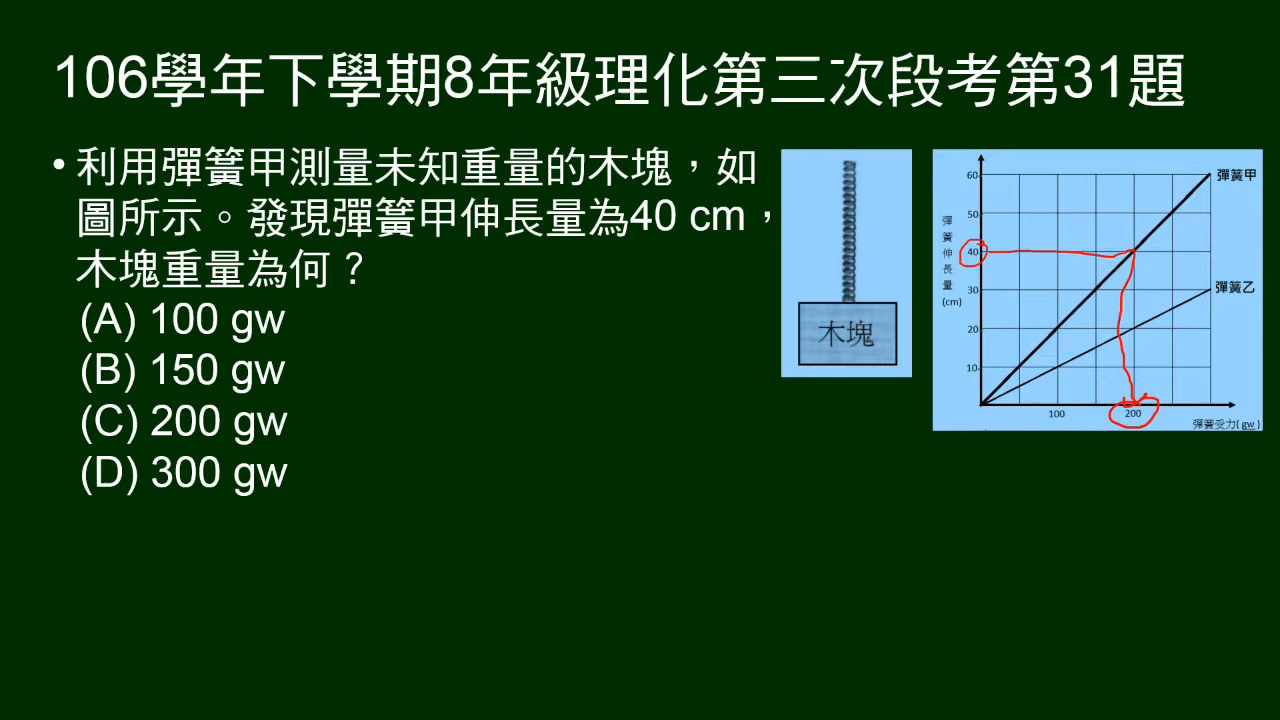 106學年下學期8年級理化第三次段考第31題
• 利用彈簧甲測量未知重量的木塊，如
圖所示。發現彈簧甲伸長量為40 cm，
木塊重量為何？
(A) 100 gw
(B) 150 gw
(C) 200 gw
(D) 300 gw
木塊
彈簧伸長量(cm)
60
50
40
30
20
10
彈簧甲
彈簧乙
100
200
彈簧受力(gw)